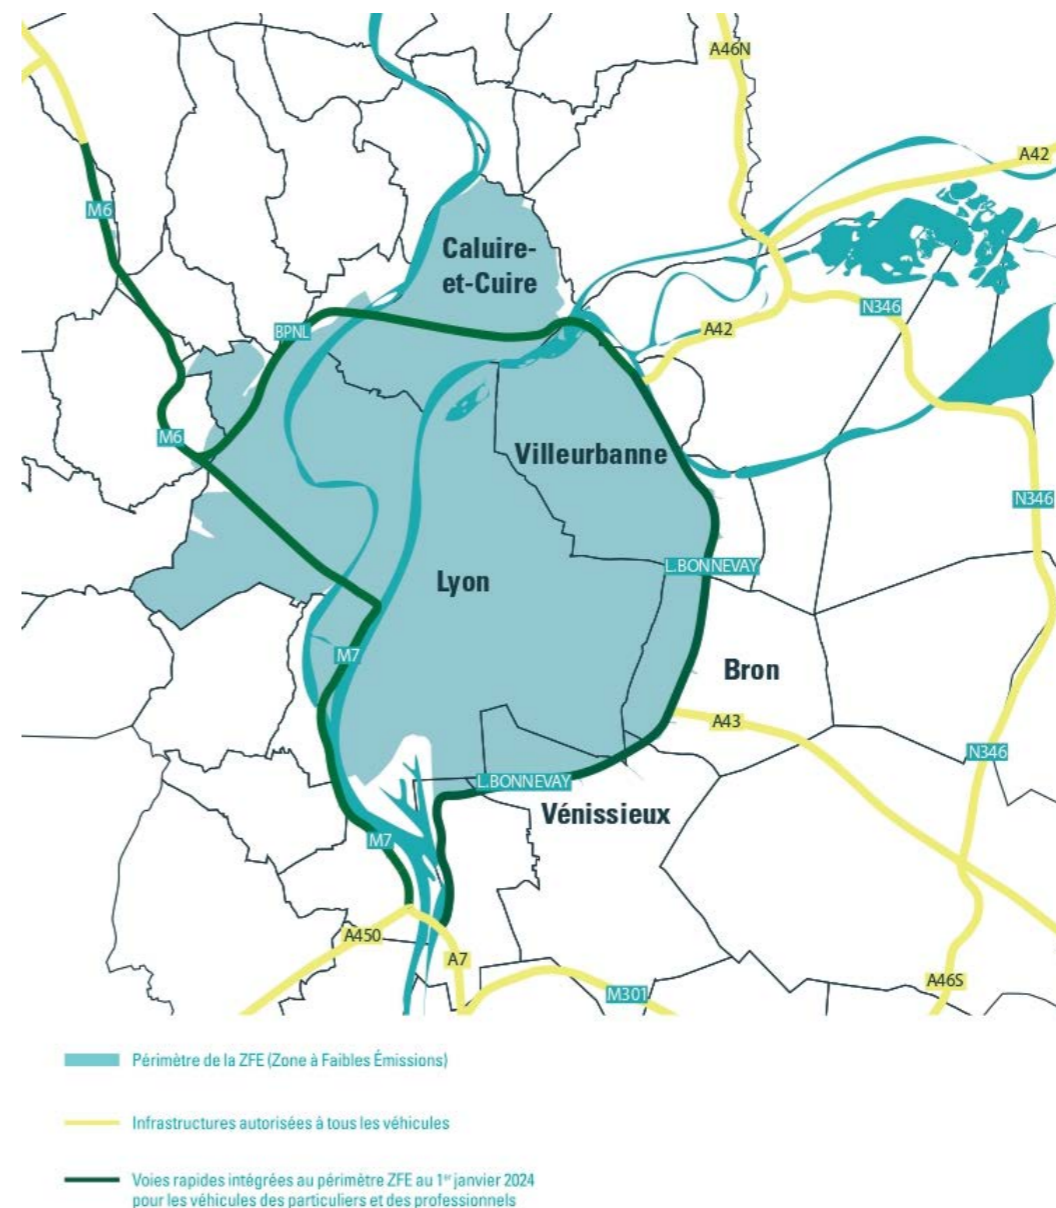 A46N
A42
M6
Caluire-
et-Cuire
N346
BPNL
A42
M6
Villeurbanne
N346
L.BONNEVAY
Lyon
M7
Bron
A43
N346
L.BONNEVAY
Vénissieux
M7
A450
A7
A46S
M301
Périmètre de la ZFE (Zone à Faibles Émissions)
Infrastructures autorisées à tous les véhicules
Voies rapides intégrées au périmètre ZFE au 1er janvier 2024
pour les véhicules des particuliers et des professionnels